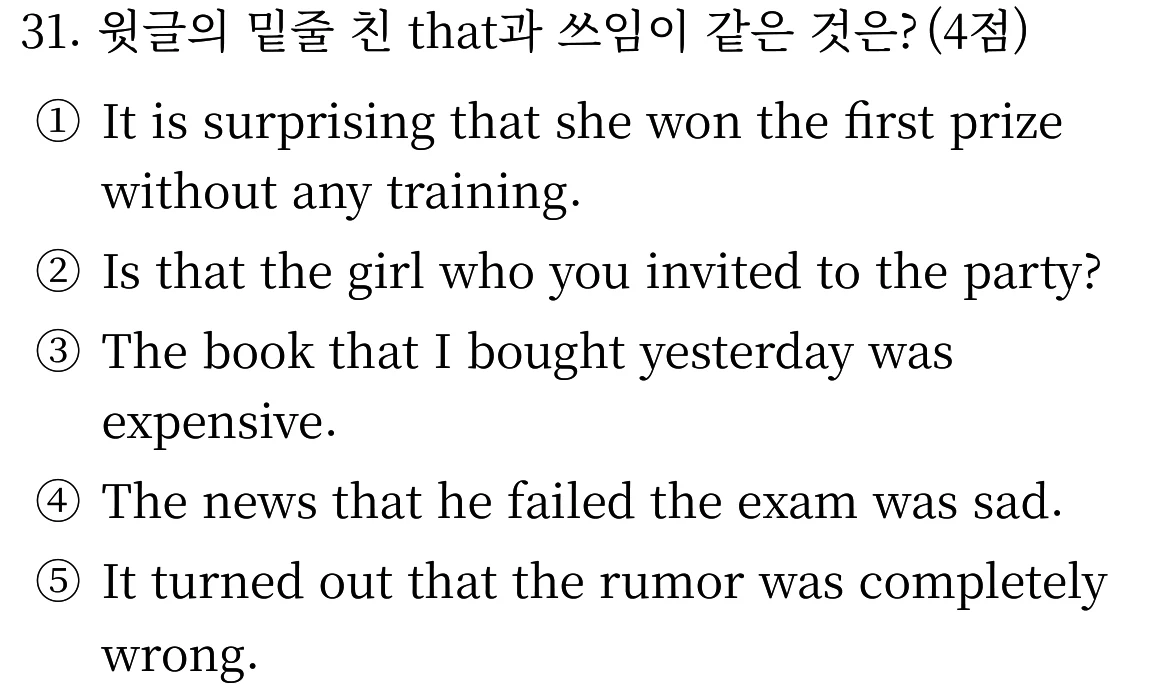 31. 윗글의 밑줄 친 that과 쓰임이 같은 것은?(4점)
① It is surprising that she won the first prize
without any training.
② Is that the girl who you invited to the party?
③ The book that I bought yesterday was
expensive.
④ The news that he failed the exam was sad.
⑤ It turned out that the rumor was completely
wrong.